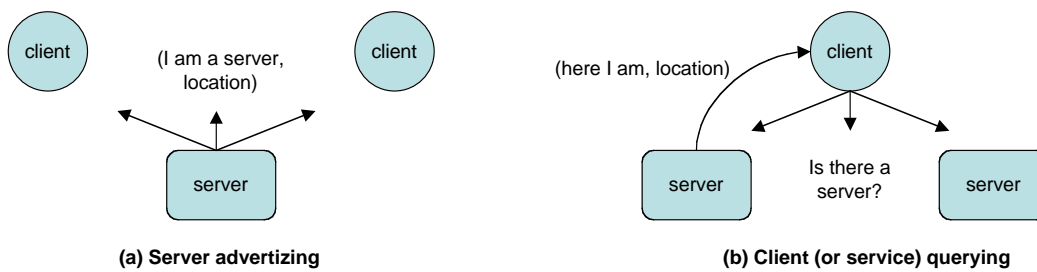 client
(I am a server,
location)
client
server
(a) Server advertizing
client
(here I am, location)
server
Is there a
server?
server
(b) Client (or service) querying